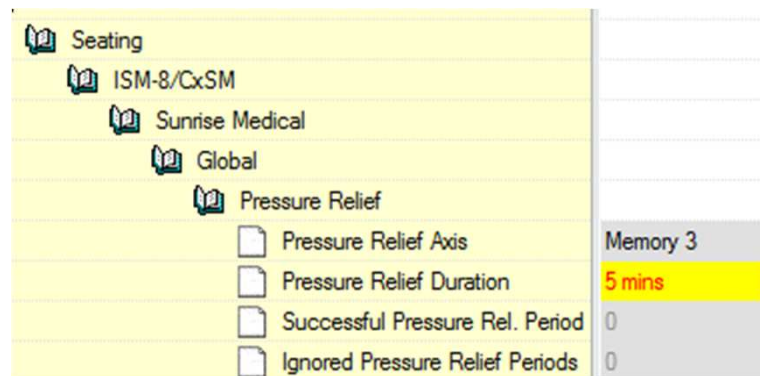 Seating
ISM-8/CxSM
Sunrise Medical
Global
Pressure Relief
Pressure Relief Axis Memory 3
Pressure Relief Duration 5 mins
Successful Pressure Rel. Period 0
Ignored Pressure Relief Periods 0